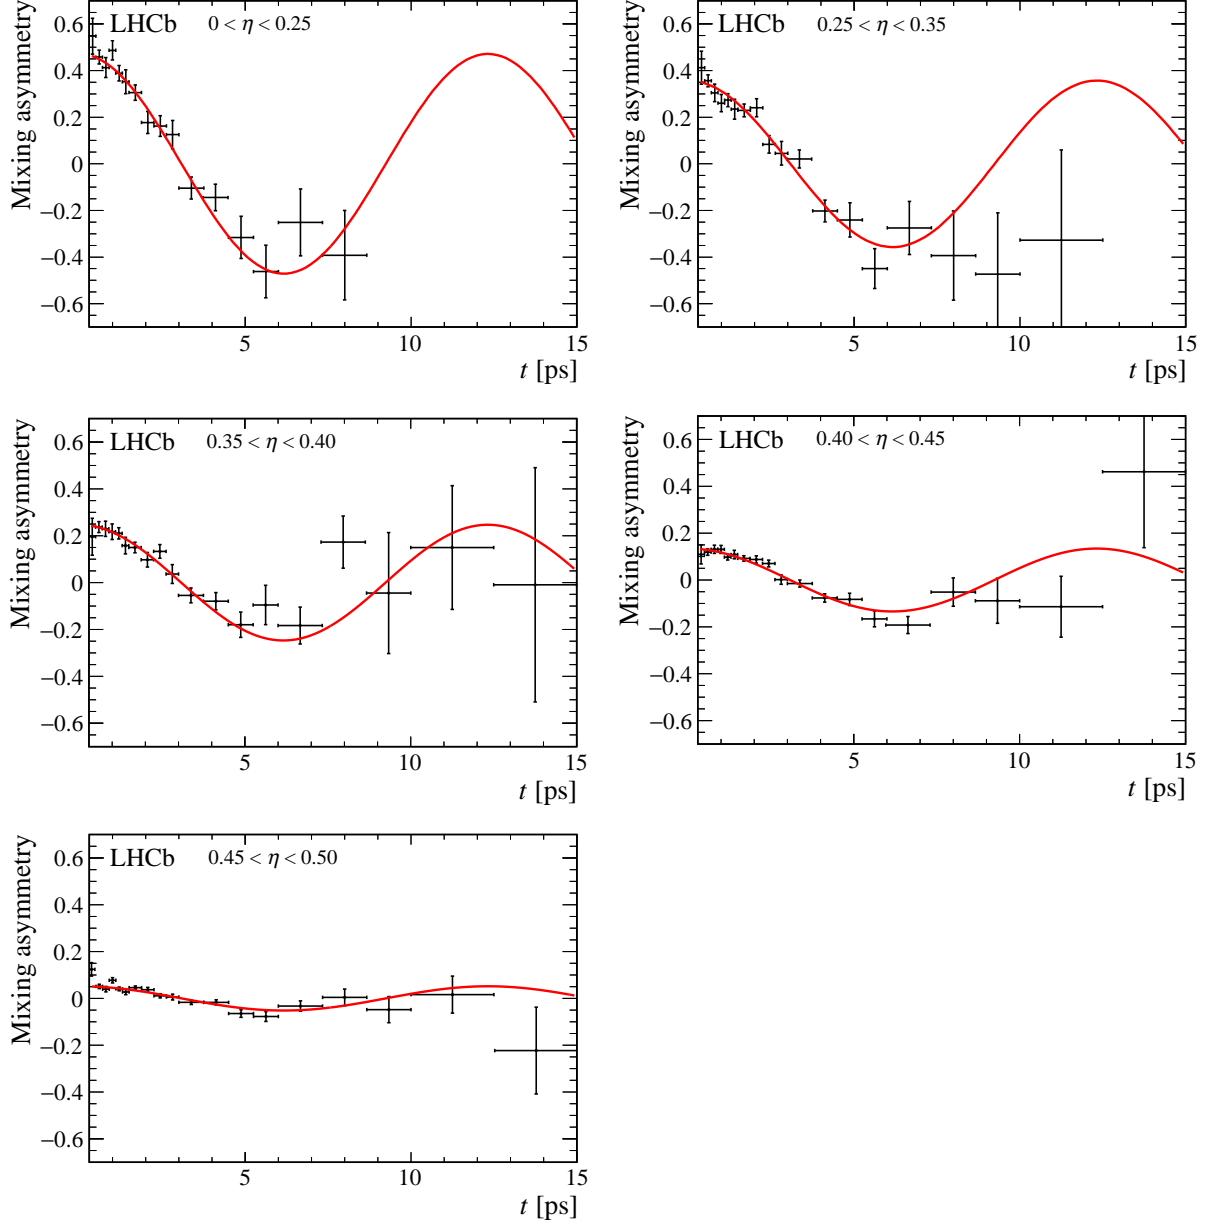 LHCb 0 < η < 0.25
Mixing asymmetry
0.6
0.4
0.2
0
−0.2
−0.4
−0.6
5 10 15
t [ps]
LHCb 0.25 < η < 0.35
Mixing asymmetry
0.6
0.4
0.2
0
−0.2
−0.4
−0.6
5 10 15
t [ps]
LHCb 0.35 < η < 0.40
Mixing asymmetry
0.6
0.4
0.2
0
−0.2
−0.4
−0.6
5 10 15
t [ps]
LHCb 0.40 < η < 0.45
Mixing asymmetry
0.6
0.4
0.2
0
−0.2
−0.4
−0.6
5 10 15
t [ps]
LHCb 0.45 < η < 0.50
Mixing asymmetry
0.6
0.4
0.2
0
−0.2
−0.4
−0.6
5 10 15
t [ps]